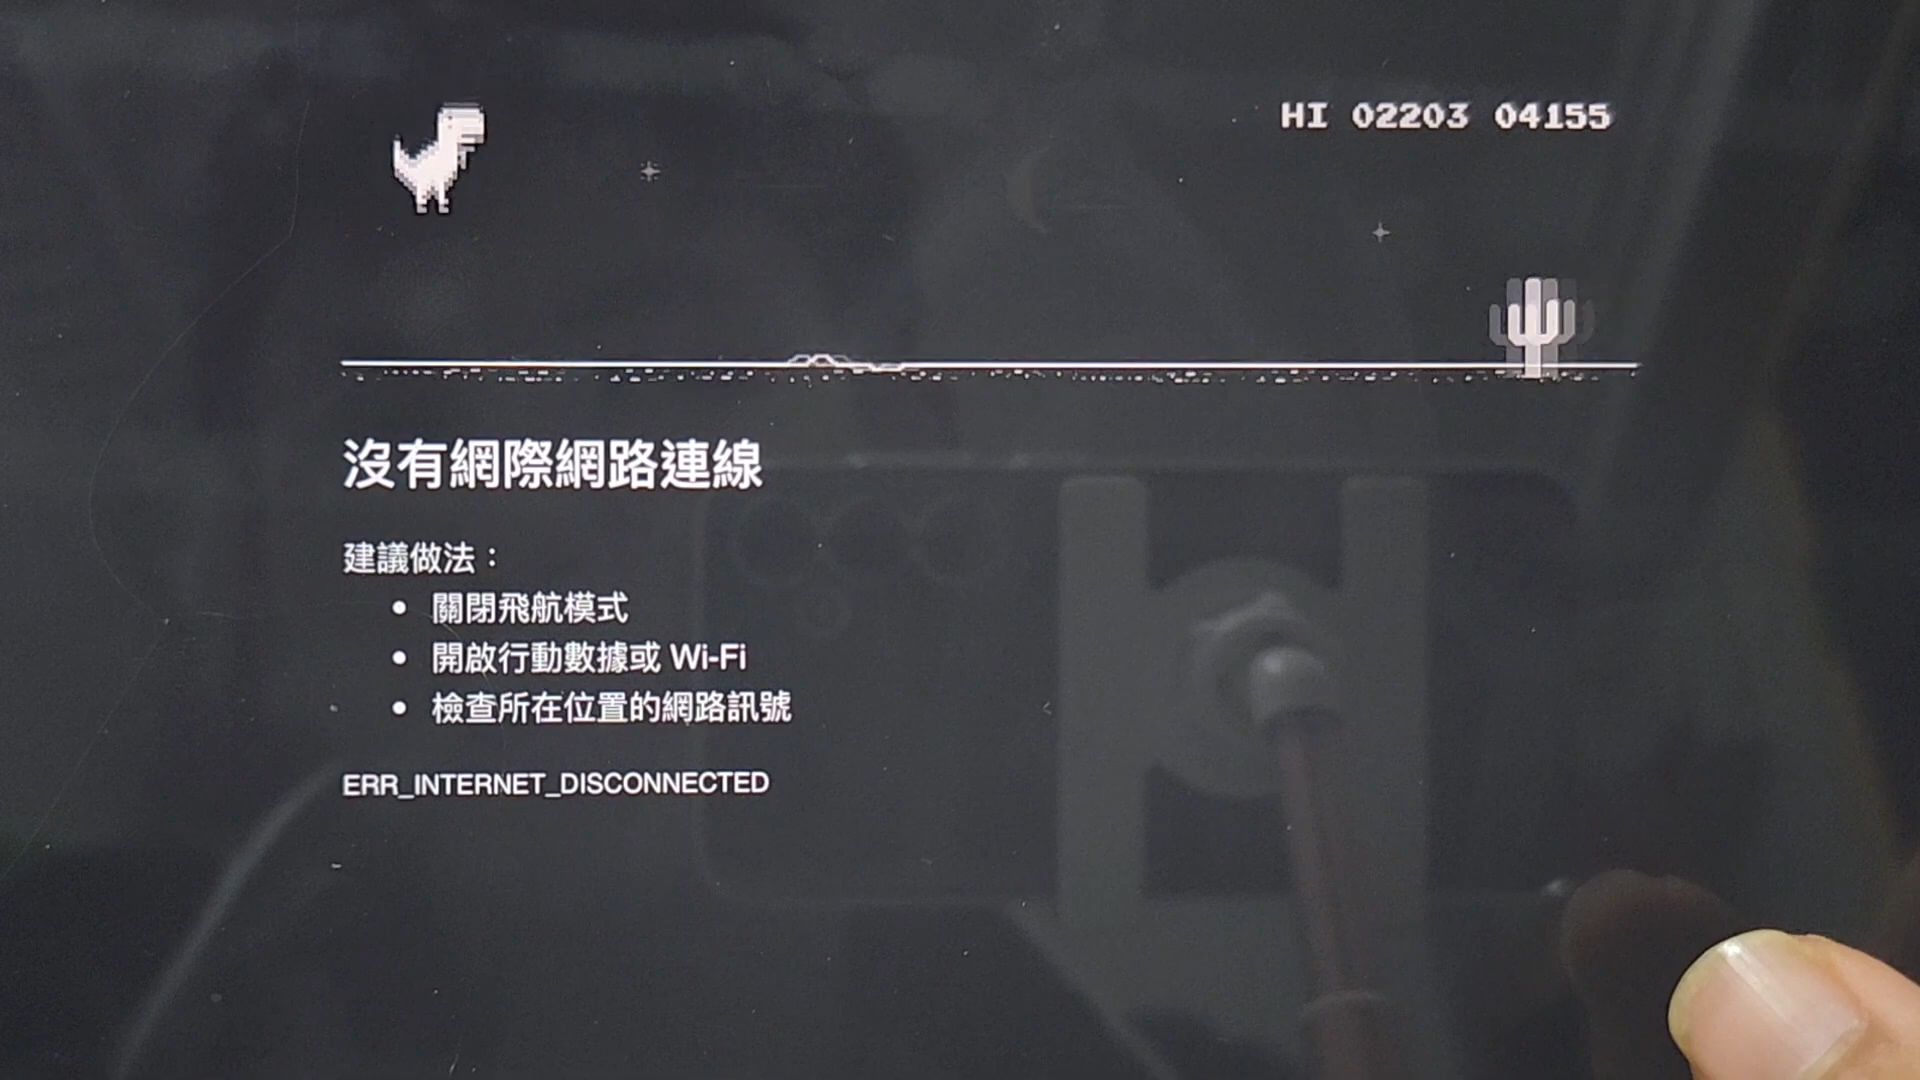 HI 02203 04155
沒有網際網路連線
建議做法：
• 關閉飛航模式
• 開啟行動數據或 Wi-Fi
• 檢查所在位置的網路訊號
ERR_INTERNET_DISCONNECTED